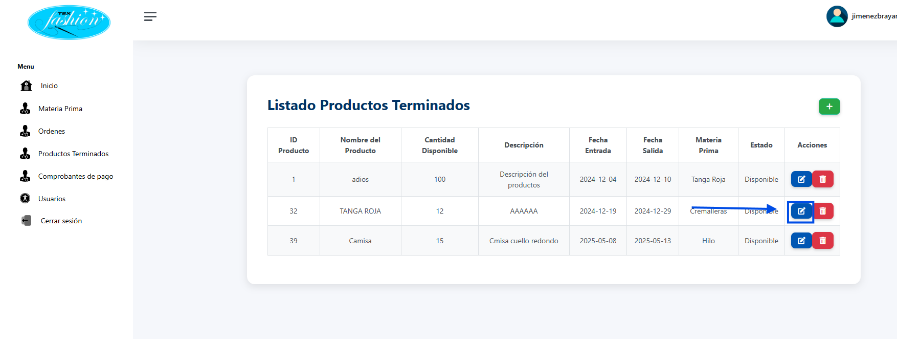 TEX
fashion
jimenezbrayan
Menu
Inicio
Materia Prima
Ordenes
Productos Terminados
Comprobantes de pago
Usuarios
Cerrar sesión
Listado Productos Terminados
+
ID Producto Nombre del Producto Cantidad Disponible Descripción Fecha Entrada Fecha Salida Materia Prima Estado Acciones
1 adios 100 Descripción del productos 2024-12-04 2024-12-10 Tanga Roja Disponible
32 TANGA ROJA 12 AAAAAA 2024-12-19 2024-12-29 Cremalleras Disponible
39 Camisa 15 Cmixa cuello redondo 2025-05-08 2025-05-13 Hilo Disponible